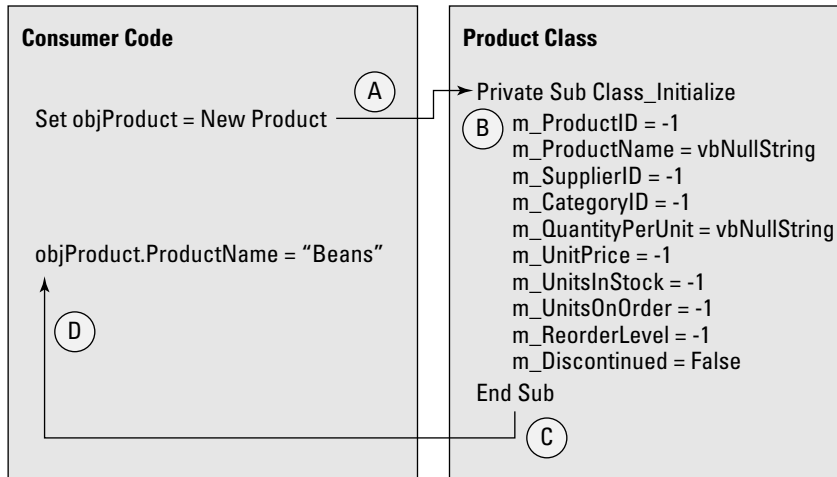 Consumer Code
Set objProduct = New Product
A
objProduct.ProductName = “Beans”
D
Product Class
Private Sub Class_Initialize
B
m_ProductID = -1
m_ProductName = vbNullString
m_SupplierID = -1
m_CategoryID = -1
m_QuantityPerUnit = vbNullString
m_UnitPrice = -1
m_UnitsInStock = -1
m_UnitsOnOrder = -1
m_ReorderLevel = -1
m_Discontinued = False
End Sub
C